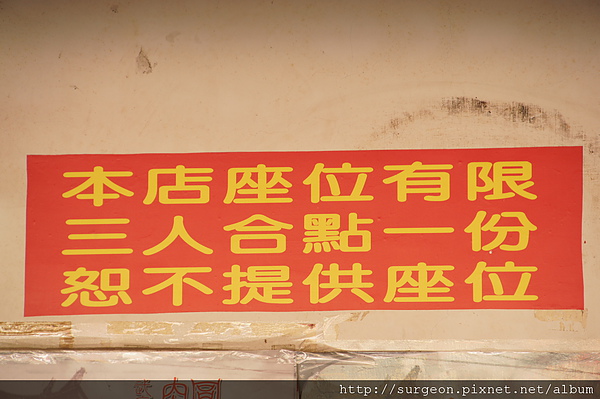 本店座位有限
三人合點一份
恕不提供座位
http://surgeon.pixnet.net/album